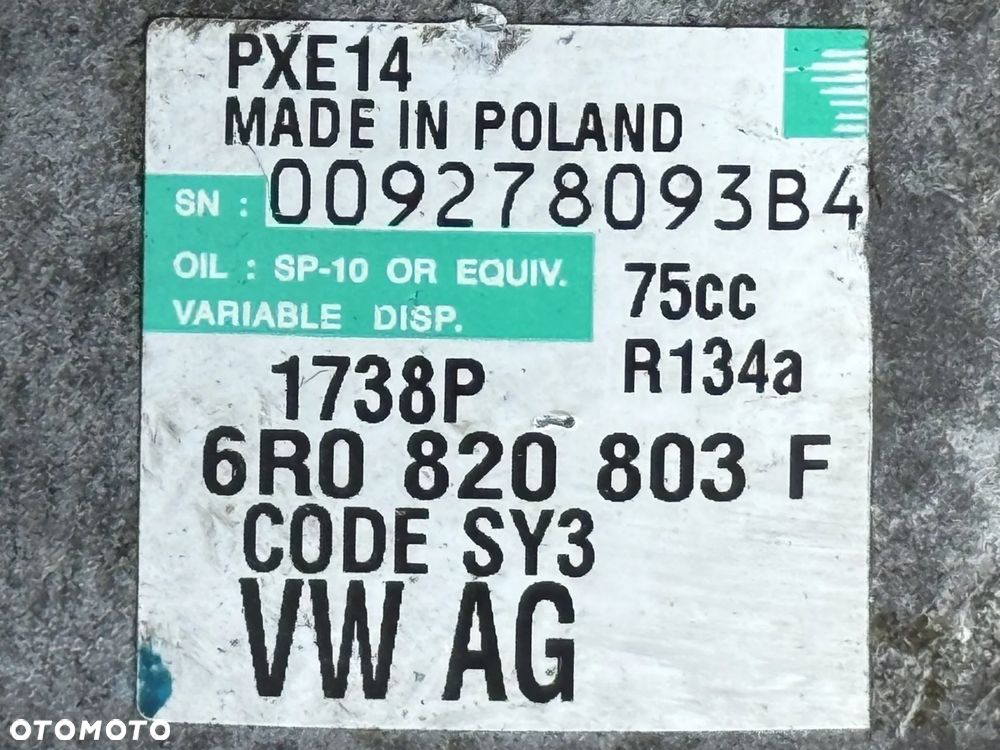 PXE14
MADE IN POLAND
SN : 009278093B4
OIL : SP-10 OR EQUIV.
VARIABLE DISP.
75cc
R134a
1738P
6R0 820 803 F
CODE SY3
VW AG
OTOMOTO